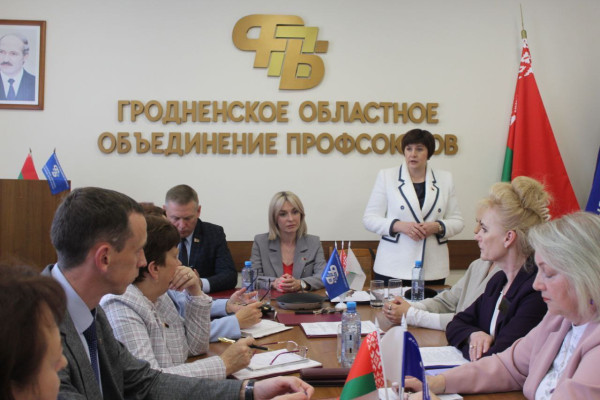 ФПБ
ГРОДНЕНСКОЕ ОБЛАСТНОЕ
ОБЪЕДИНЕНИЕ ПРОФСОЮЗОВ